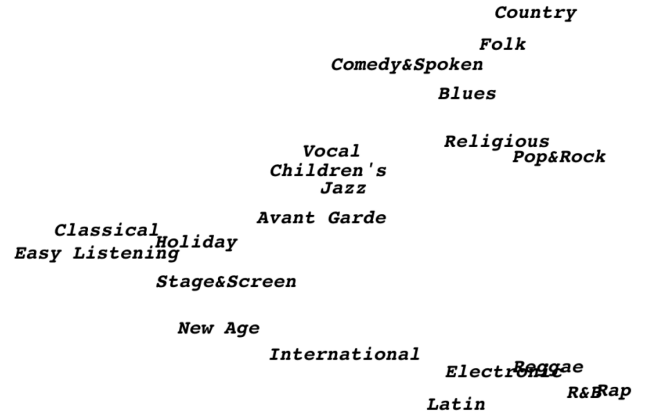 Country
Folk
Comedy&Spoken
Blues
Religious
Vocal
Pop&Rock
Children's
Jazz
Avant Garde
Classical
Holiday
Easy Listening
Stage&Screen
New Age
International
Reggae
Electronic
R&B
Rap
Latin